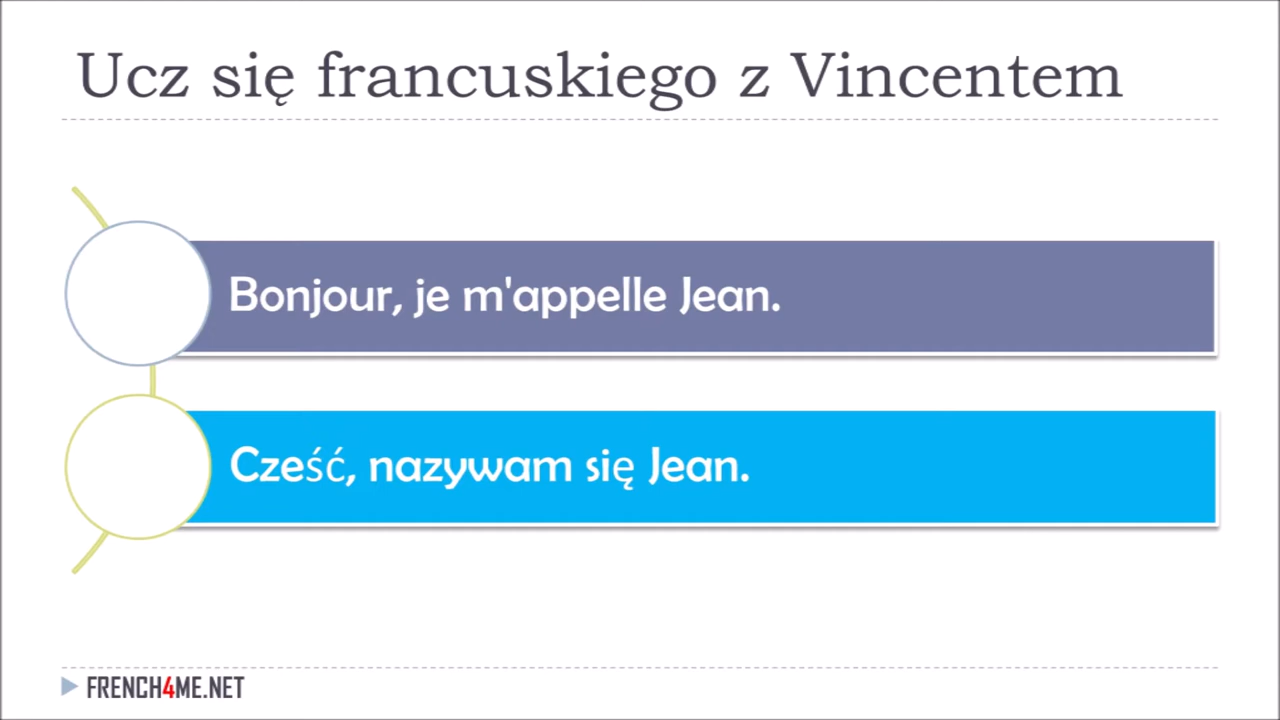 Ucz się francuskiego z Vincentem
Bonjour, je m'appelle Jean.
Cześć, nazywam się Jean.
FRENCH4ME.NET